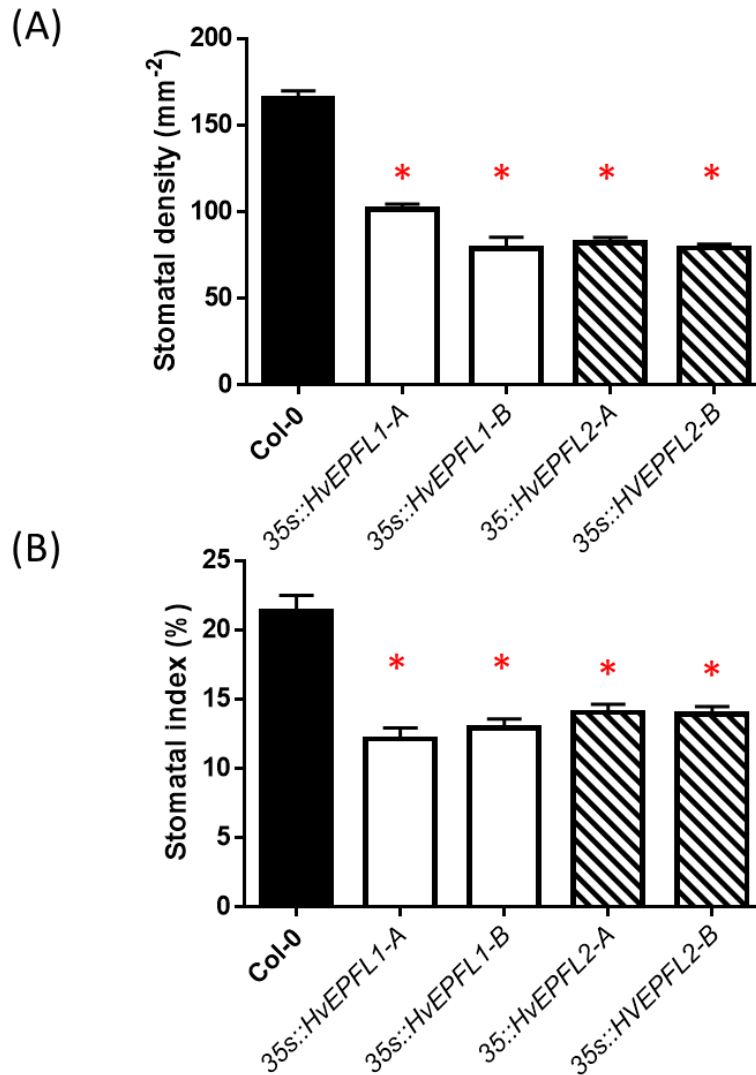 (A)
Stomatal density (mm⁻²)
200
150
100
50
0
*
*
*
*
Col-0
35s::HvEPFL1-A
35s::HvEPFL1-B
35::HvEPFL2-A
35s::HVEPFL2-B
(B)
Stomatal index (%)
25
20
15
10
5
0
*
*
*
*
Col-0
35s::HvEPFL1-A
35s::HvEPFL1-B
35::HvEPFL2-A
35s::HVEPFL2-B